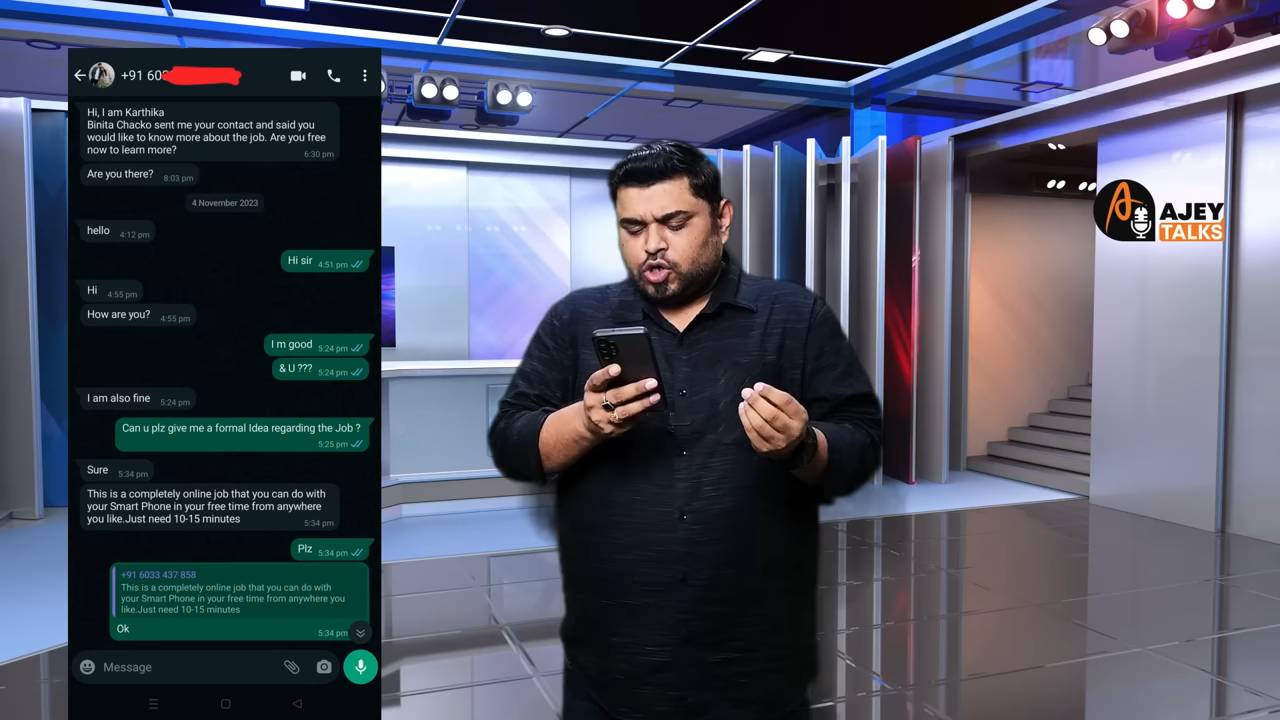 +91 603
Hi, I am Karthika
Binita Chacko sent me your contact and said you
would like to know more about the job. Are you free
now to learn more?
6:30 pm
Are you there? 8:03 pm
4 November 2023
hello 4:12 pm
Hi sir 4:51 pm
Hi 4:55 pm
How are you? 4:55 pm
I m good 5:24 pm
& U ??? 5:24 pm
I am also fine 5:24 pm
Can u plz give me a formal Idea regarding the Job ?
5:25 pm
Sure 5:34 pm
This is a completely online job that you can do with
your Smart Phone in your free time from anywhere
you like.Just need 10-15 minutes
5:34 pm
Plz 5:34 pm
+91 6033 437 858
This is a completely online job that you can do with
your Smart Phone in your free time from anywhere you
like.Just need 10-15 minutes
Ok 5:34 pm
Message
AJEY
TALKS